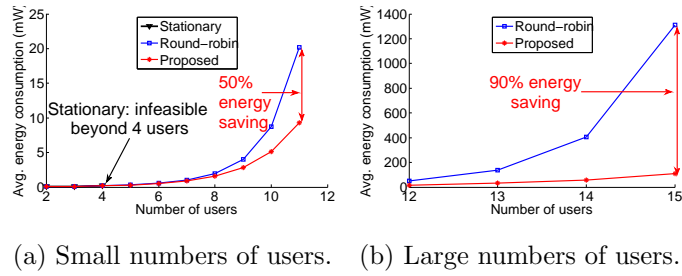 Avg. energy consumption (mW)
25
20
15
10
5
0
2
4
6
8
10
12
Number of users
Stationary
Round-robin
Proposed
50%
energy
saving
Stationary: infeasible
beyond 4 users
(a) Small numbers of users.
Avg. energy consumption (mW)
1400
1200
1000
800
600
400
200
0
12
13
14
15
Number of users
Round-robin
Proposed
90% energy
saving
(b) Large numbers of users.